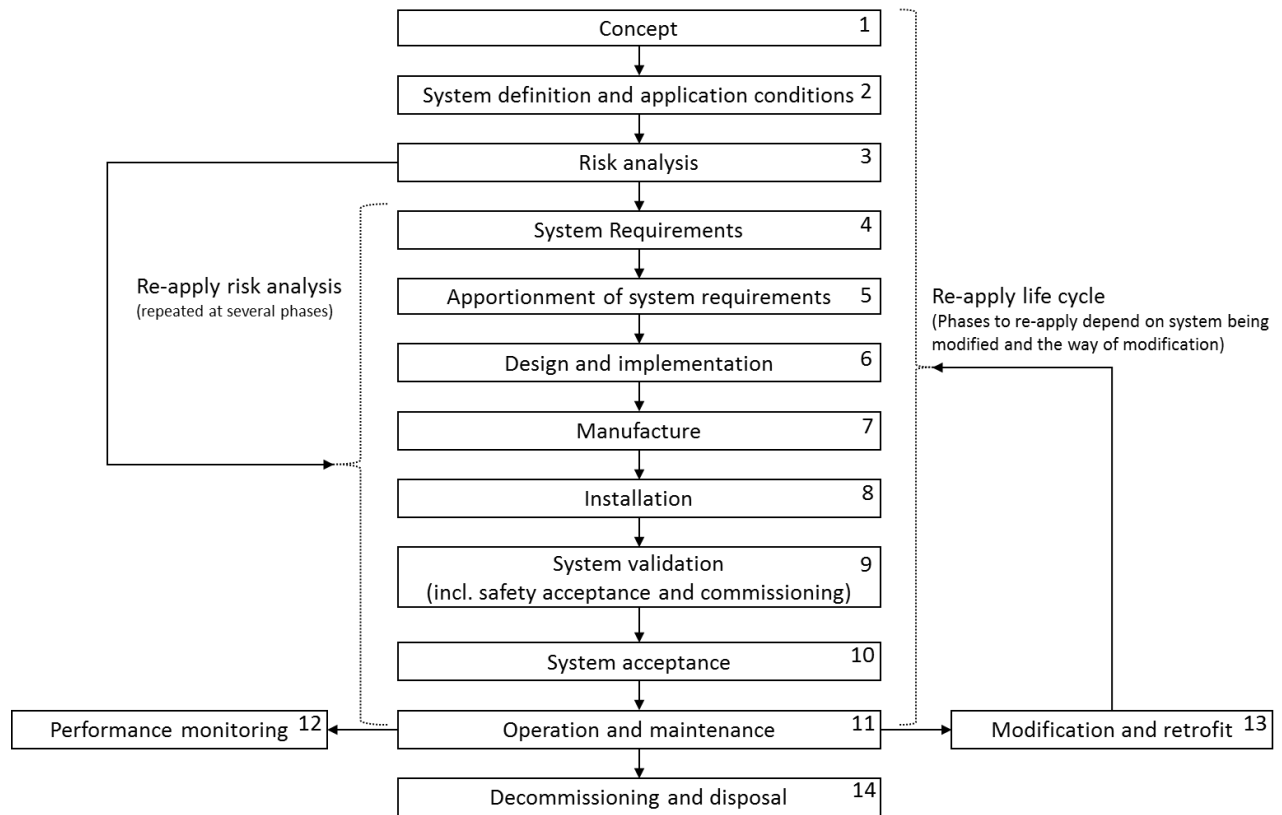 Concept 1
System definition and application conditions 2
Risk analysis 3
System Requirements 4
Re-apply risk analysis
(repeated at several phases)
Apportionment of system requirements 5
Re-apply life cycle
(Phases to re-apply depend on system being
modified and the way of modification)
Design and implementation 6
Manufacture 7
Installation 8
System validation 9
(incl. safety acceptance and commissioning)
System acceptance 10
Performance monitoring 12
Operation and maintenance 11
Modification and retrofit 13
Decommissioning and disposal 14